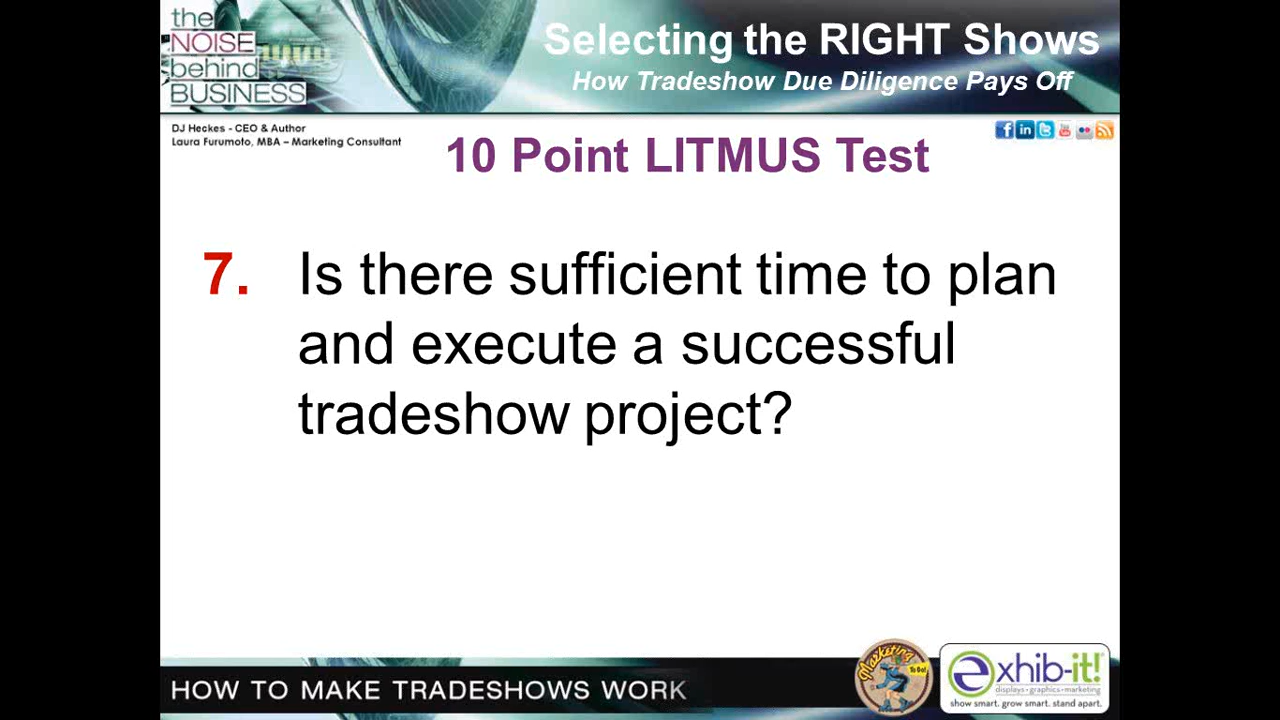 the
NOISE
behind
BUSINESS
Selecting the RIGHT Shows
How Tradeshow Due Diligence Pays Off
DJ Heckes - CEO & Author
Laura Furumoto, MBA – Marketing Consultant
10 Point LITMUS Test
7. Is there sufficient time to plan
and execute a successful
tradeshow project?
HOW TO MAKE TRADESHOWS WORK
Marketing
To Go!
exhib-it!
displays • graphics • marketing
show smart. grow smart. stand apart.